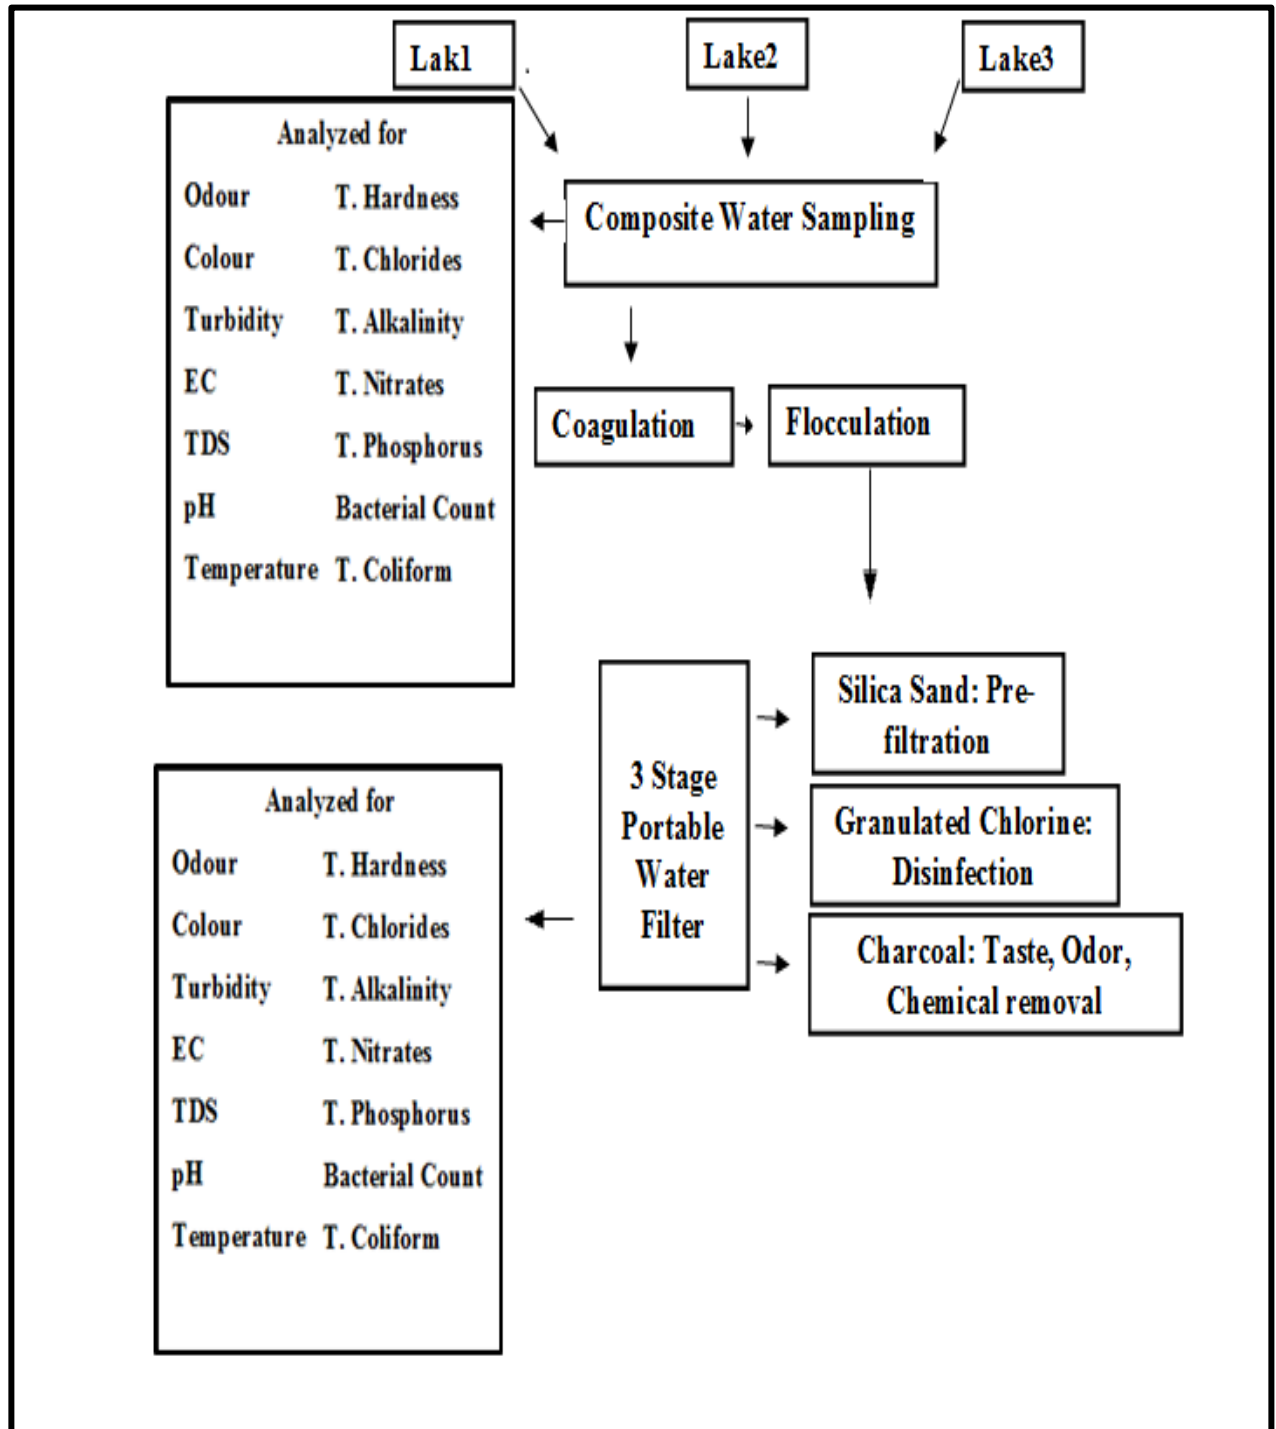 Lak1
Lake2
Lake3
Analyzed for
Odour T. Hardness
Colour T. Chlorides
Turbidity T. Alkalinity
EC T. Nitrates
TDS T. Phosphorus
pH Bacterial Count
Temperature T. Coliform
Composite Water Sampling
Coagulation
Flocculation
3 Stage
Portable
Water
Filter
Silica Sand: Pre-
filtration
Granulated Chlorine:
Disinfection
Charcoal: Taste, Odor,
Chemical removal
Analyzed for
Odour T. Hardness
Colour T. Chlorides
Turbidity T. Alkalinity
EC T. Nitrates
TDS T. Phosphorus
pH Bacterial Count
Temperature T. Coliform